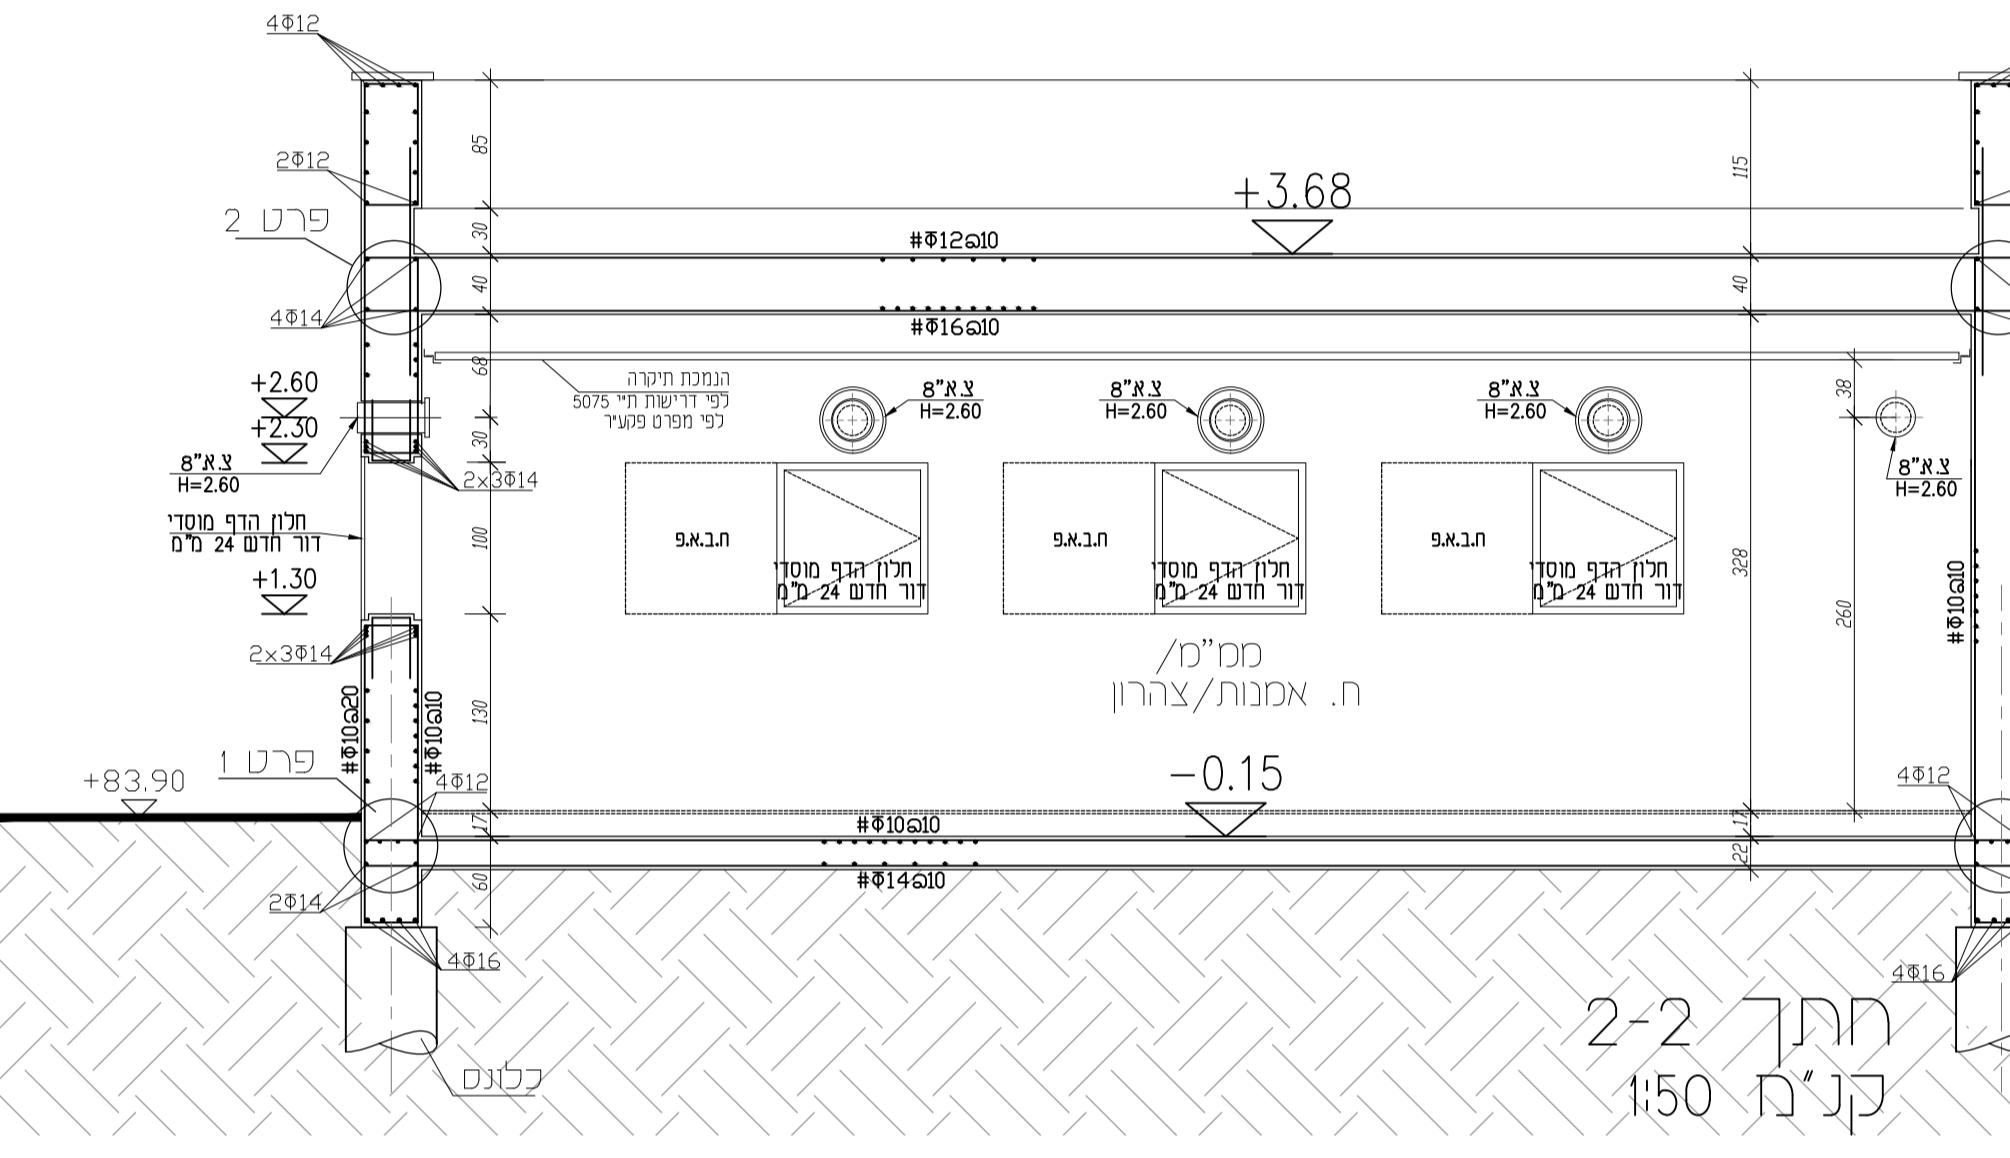 4Φ12
85
115
2Φ12
+3.68
פרט 2
30
#Φ12@10
40
40
4Φ14
#Φ16@10
68
הנמכת תיקרה
לפי דרישות ת"י 5075
לפי מפרט פקע"ר
+2.60
+2.30
צ.א."8
H=2.60
צ.א."8
H=2.60
צ.א."8
H=2.60
38
30
צ.א."8
H=2.60
צ.א."8
H=2.60
2x3Φ14
חלון הדף מוסדי
דור חדש 24 מ"מ
100
ח.ב.א.פ
ח.ב.א.פ
ח.ב.א.פ
328
חלון הדף מוסדי
דור חדש 24 מ"מ
חלון הדף מוסדי
דור חדש 24 מ"מ
חלון הדף מוסדי
דור חדש 24 מ"מ
+1.30
260
#Φ10@10
2x3Φ14
ממ"מ/
ח. אמנות/צהרון
#Φ10@20
#Φ10@10
130
פרט 1
+83.90
4Φ12
-0.15
4Φ12
17
#Φ10@10
17
22
60
#Φ14@10
2Φ14
4Φ16
4Φ16
חתך 2-2
קנ"מ 1:50
כלונס